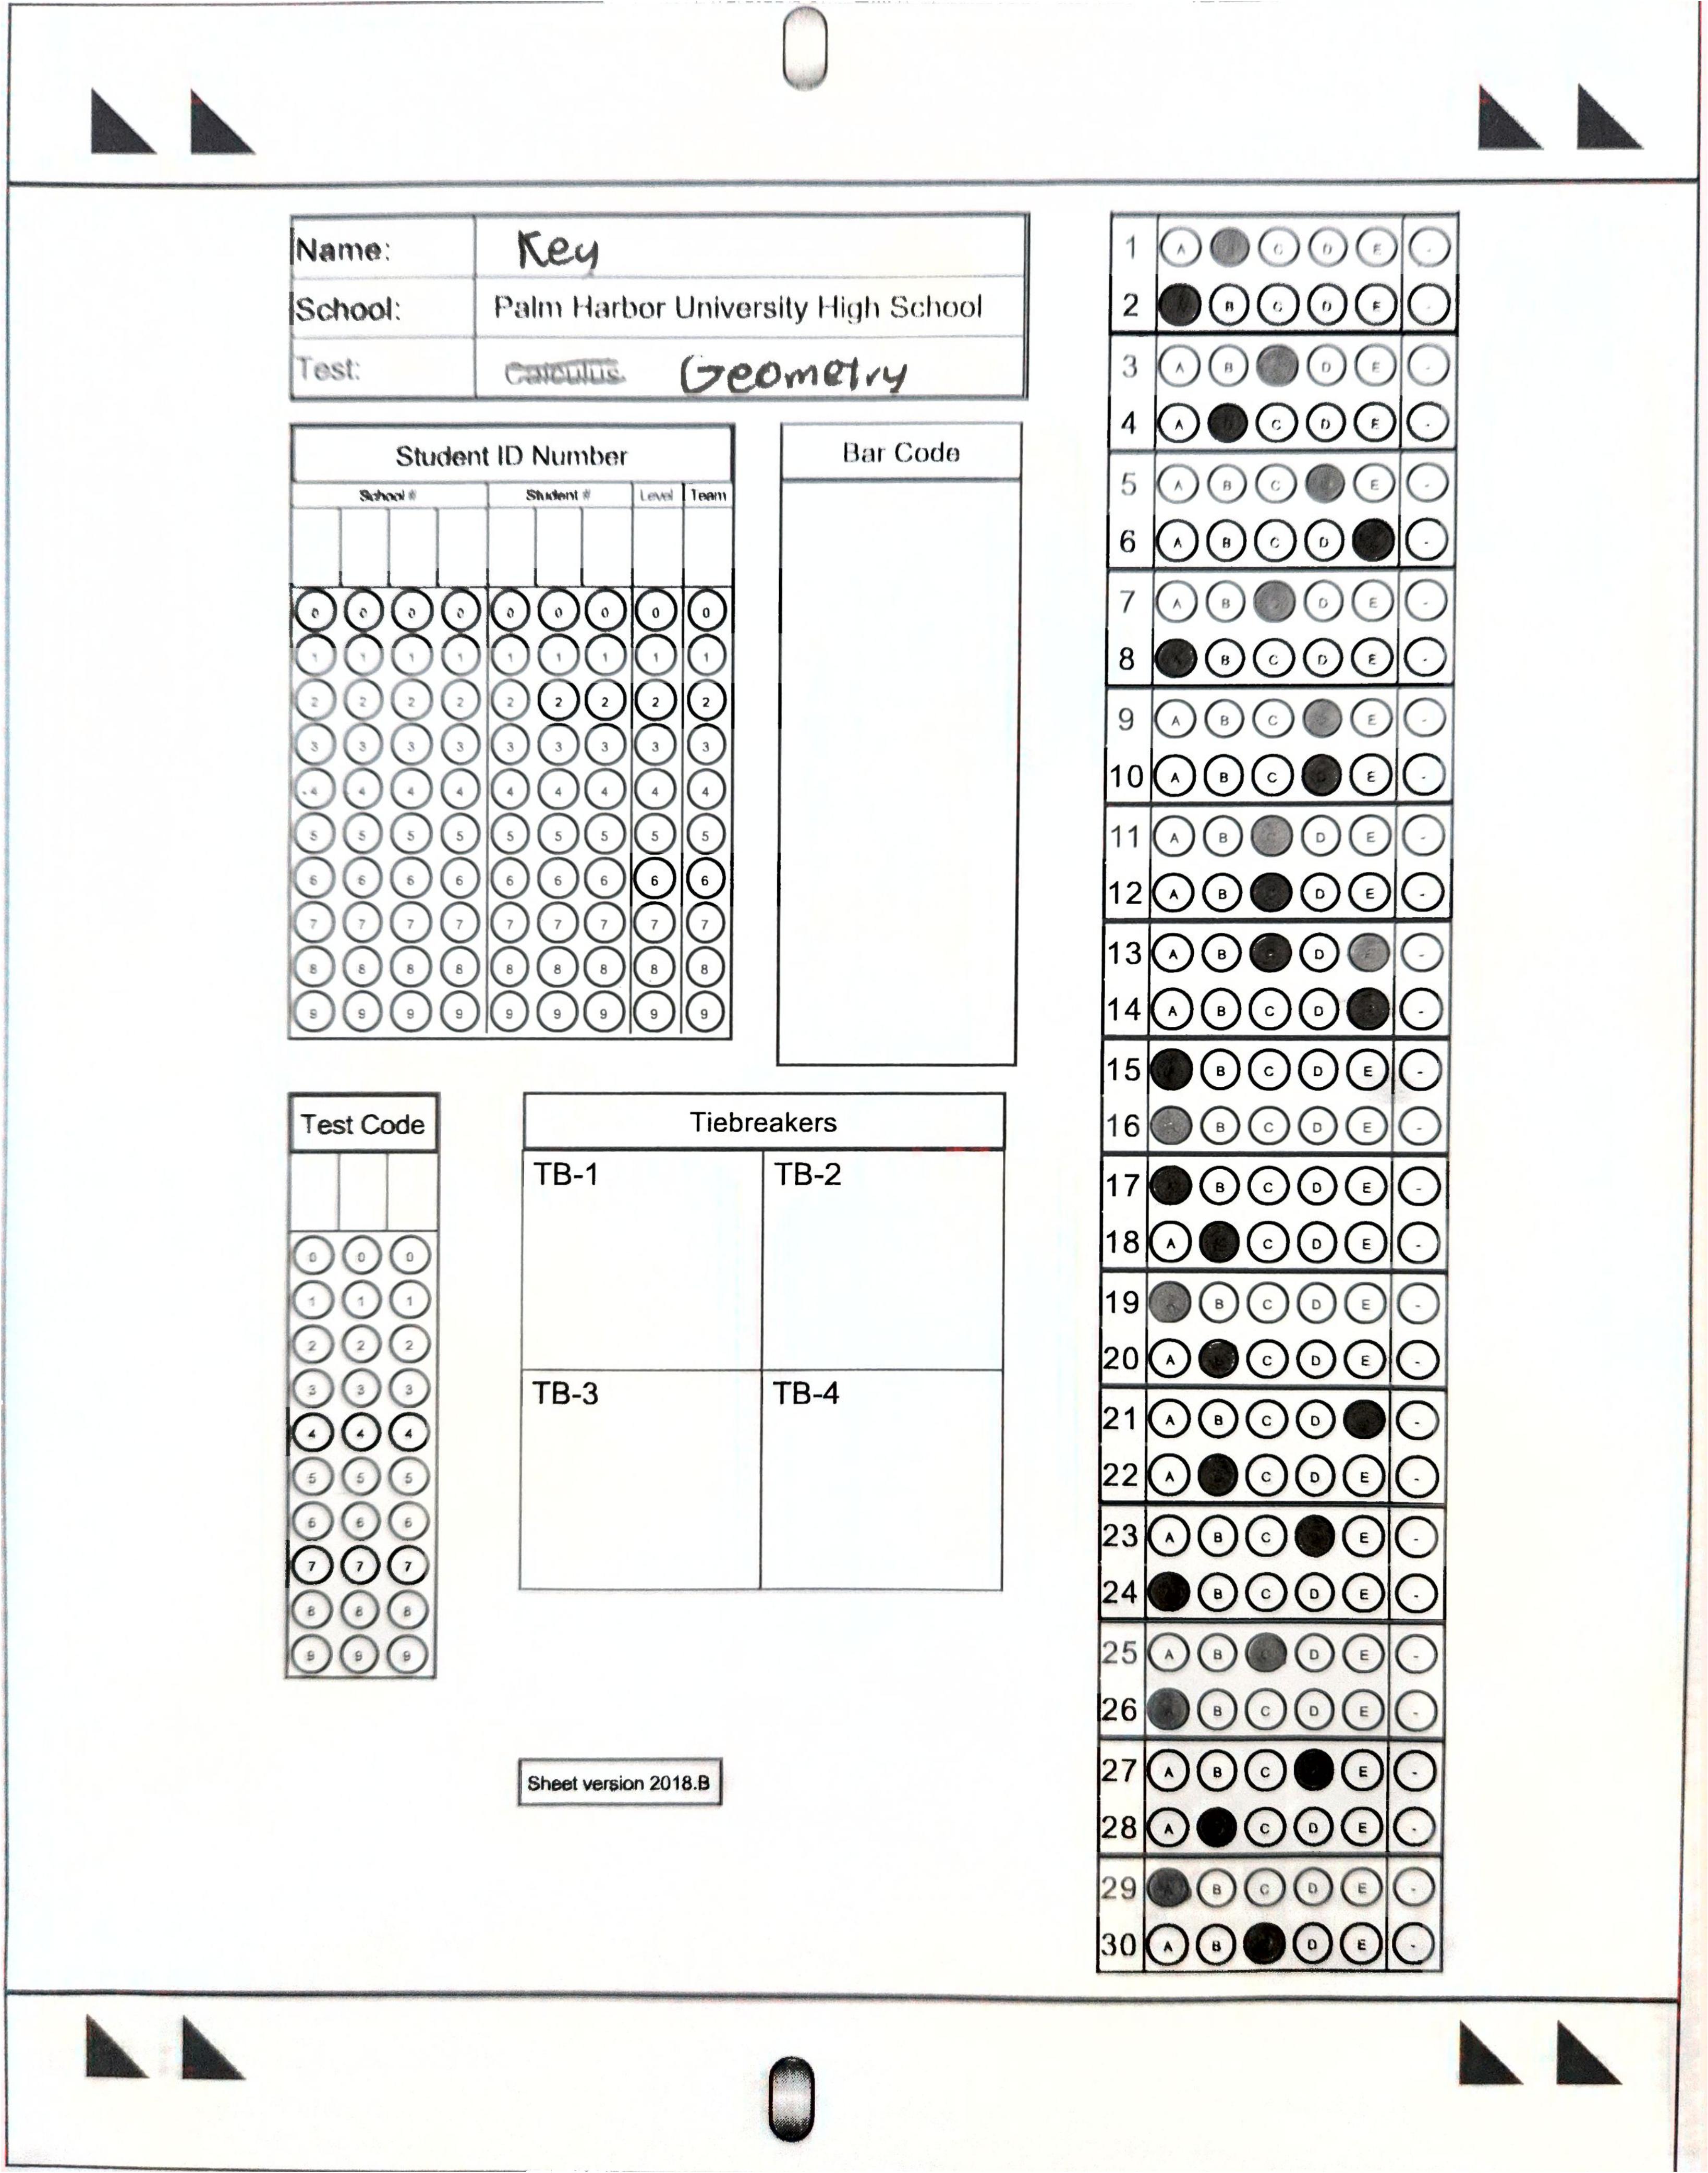 Name: Key
School: Palm Harbor University High School
Test: Calculus Geometry
Student ID Number
School # Student # Level Team
0 0 0 0 0 0 0 0 0
1 1 1 1 1 1 1 1 1
2 2 2 2 2 2 2 2 2
3 3 3 3 3 3 3 3 3
4 4 4 4 4 4 4 4 4
5 5 5 5 5 5 5 5 5
6 6 6 6 6 6 6 6 6
7 7 7 7 7 7 7 7 7
8 8 8 8 8 8 8 8 8
9 9 9 9 9 9 9 9 9
Bar Code
Test Code
0 0 0
1 1 1
2 2 2
3 3 3
4 4 4
5 5 5
6 6 6
7 7 7
8 8 8
9 9 9
Tiebreakers
TB-1 TB-2
TB-3 TB-4
Sheet version 2018.B
1 A C D E -
2 B C D E -
3 A B D E -
4 A C D E -
5 A B C E -
6 A B C D -
7 A B D E -
8 B C D E -
9 A B C E -
10 A B C E -
11 A B D E -
12 A B D E -
13 A B D -
14 A B C D -
15 B C D E -
16 B C D E -
17 B C D E -
18 A C D E -
19 B C D E -
20 A C D E -
21 A B C D -
22 A C D E -
23 A B C E -
24 B C D E -
25 A B D E -
26 B C D E -
27 A B C E -
28 A C D E -
29 B C D E -
30 A B D E -